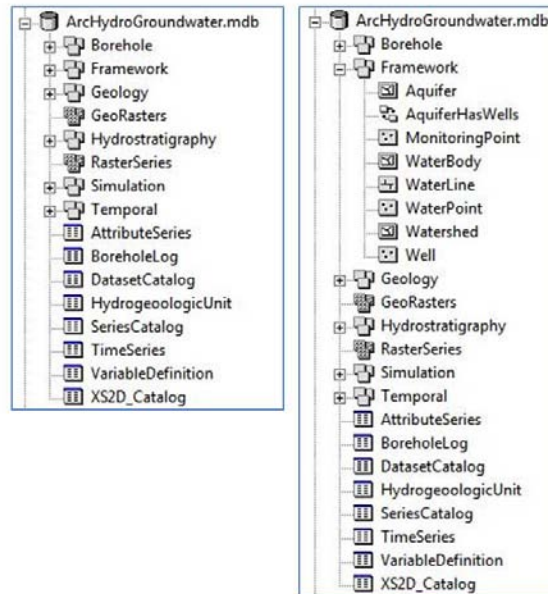 ArcHydroGroundwater.mdb
Borehole
Framework
Geology
GeoRasters
Hydrostratigraphy
RasterSeries
Simulation
Temporal
AttributeSeries
BoreholeLog
DatasetCatalog
HydrogeoologicUnit
SeriesCatalog
TimeSeries
VariableDefinition
XS2D_Catalog
ArcHydroGroundwater.mdb
Borehole
Framework
Aquifer
AquiferHasWells
MonitoringPoint
WaterBody
WaterLine
WaterPoint
Watershed
Well
Geology
GeoRasters
Hydrostratigraphy
RasterSeries
Simulation
Temporal
AttributeSeries
BoreholeLog
DatasetCatalog
HydrogeoologicUnit
SeriesCatalog
TimeSeries
VariableDefinition
XS2D_Catalog